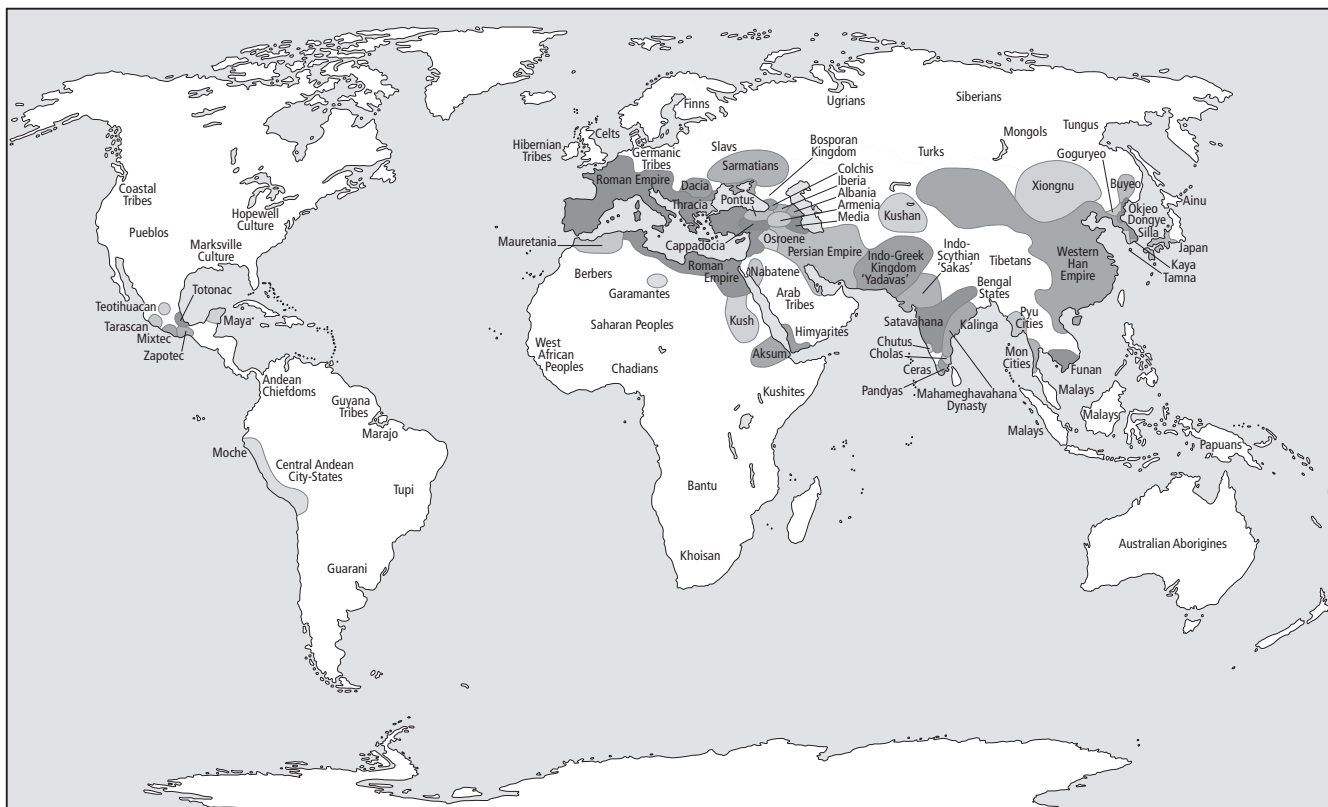 Finns
Ugrians
Siberians
Celts
Hibernian
Tribes
Germanic
Tribes
Slavs
Sarmatians
Bosporan
Kingdom
Turks
Mongols
Tungus
Goguryeo
Colchis
Iberia
Albania
Armenia
Media
Xiongnu
Buyeo
Okjeo
Dongye
Silla
Ainu
Japan
Kaya
Tamna
Roman Empire
Dacia
Thracia
Pontus
Kushan
Coastal
Tribes
Hopewell
Culture
Pueblos
Marksville
Culture
Mauretania
Cappadocia
Osroene
Persian Empire
Indo-Greek
Kingdom
'Yadavas'
Indo-
Scythian
'Sakas'
Tibetans
Western
Han
Empire
Berbers
Roman
Empire
Nabatene
Garamantes
Arab
Tribes
Bengal
States
Teotihuacan
Totonac
Tarascan
Mixtec
Zapotec
Maya
Saharan Peoples
Kush
Himyarites
Satavahana
Kalinga
Pyu
Cities
West
African
Peoples
Chadians
Aksum
Kushites
Chutus
Cholas
Ceras
Pandyas
Mahameghavahana
Dynasty
Mon
Cities
Funan
Malays
Malays
Malays
Papuans
Andean
Chiefdoms
Guyana
Tribes
Marajo
Moche
Central Andean
City-States
Tupi
Guarani
Bantu
Khoisan
Australian Aborigines